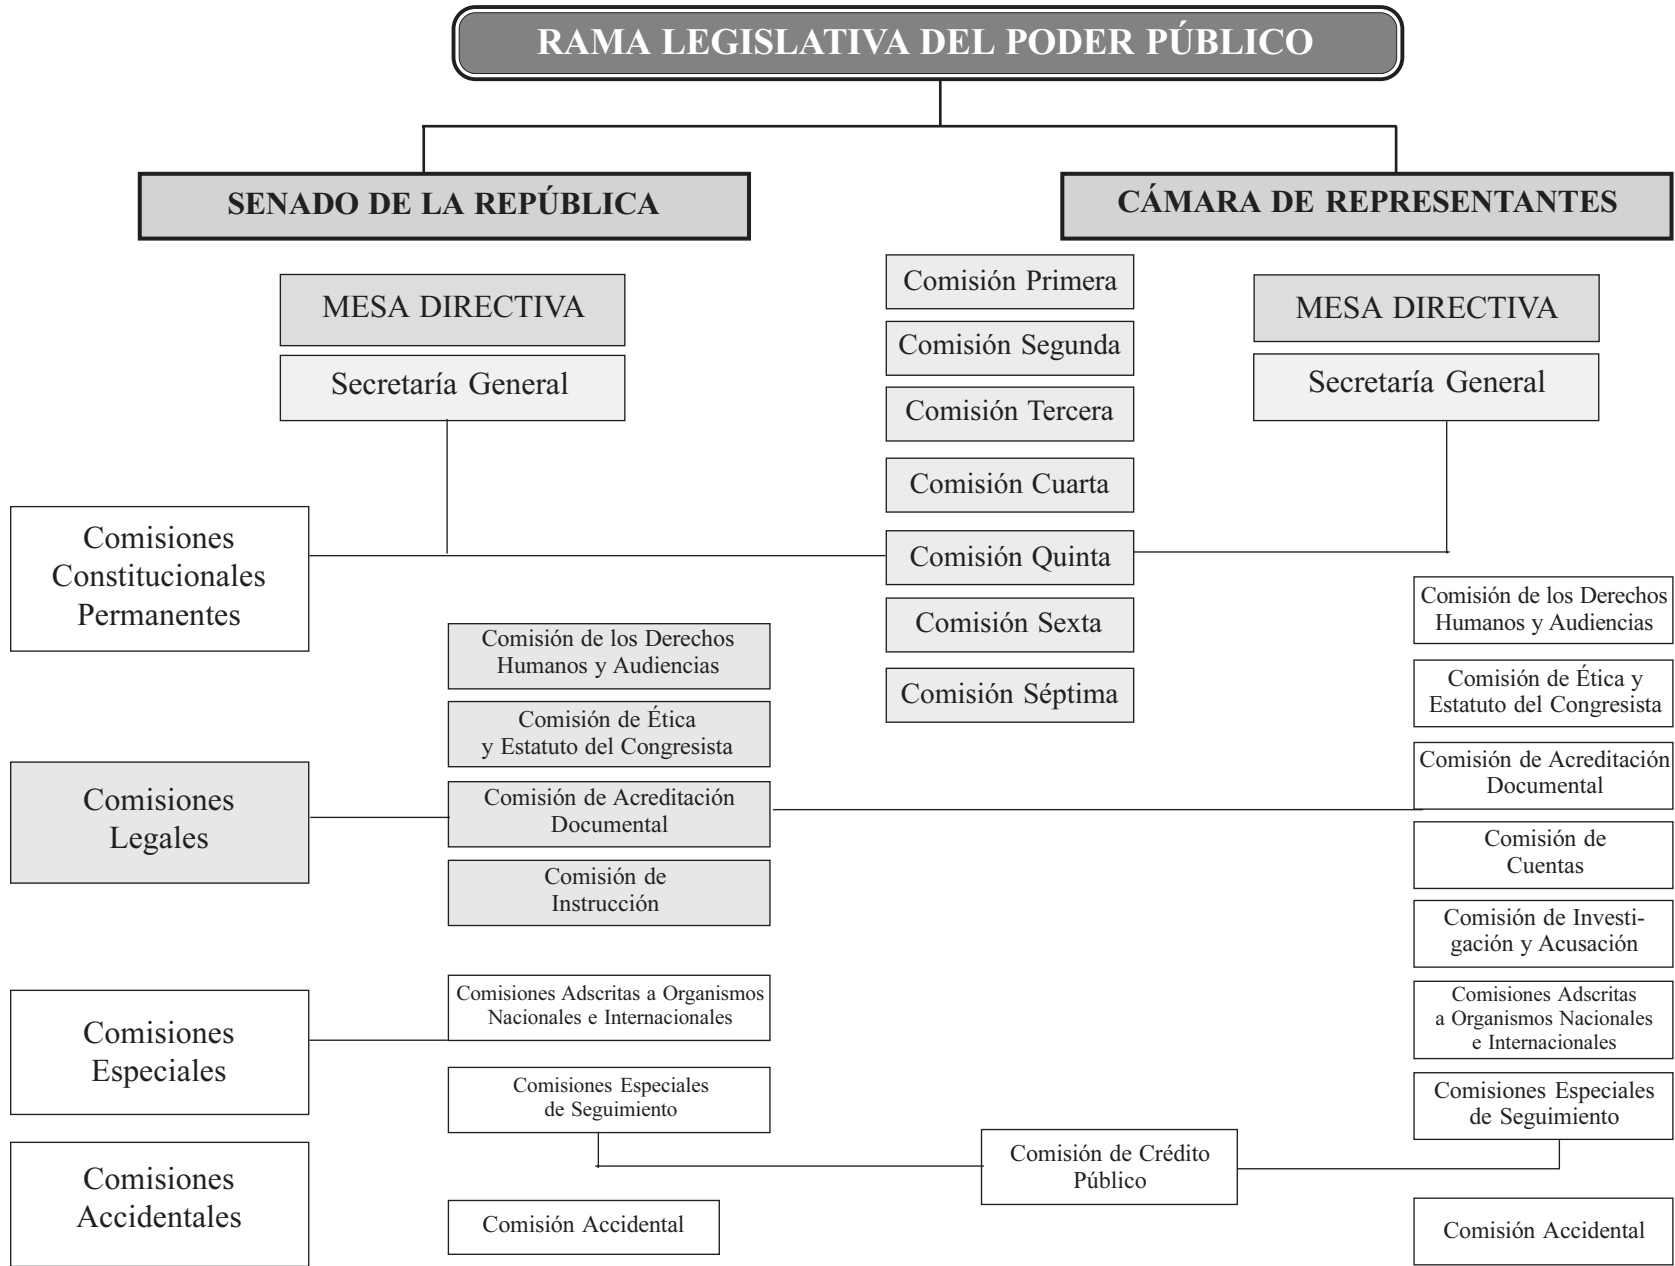 RAMA LEGISLATIVA DEL PODER PÚBLICO
SENADO DE LA REPÚBLICA
CÁMARA DE REPRESENTANTES
MESA DIRECTIVA
Secretaría General
Comisión Primera
Comisión Segunda
Comisión Tercera
Comisión Cuarta
Comisión Quinta
Comisión Sexta
Comisión Séptima
MESA DIRECTIVA
Secretaría General
Comisiones
Constitucionales
Permanentes
Comisiones
Legales
Comisión de los Derechos
Humanos y Audiencias
Comisión de Ética
y Estatuto del Congresista
Comisión de Acreditación
Documental
Comisión de
Instrucción
Comisión de los Derechos
Humanos y Audiencias
Comisión de Ética y
Estatuto del Congresista
Comisión de Acreditación
Documental
Comisión de
Cuentas
Comisión de Investi-
gación y Acusación
Comisiones
Especiales
Comisiones Adscritas a Organismos
Nacionales e Internacionales
Comisiones Especiales
de Seguimiento
Comisiones Adscritas
a Organismos Nacionales
e Internacionales
Comisiones Especiales
de Seguimiento
Comisión de Crédito
Público
Comisiones
Accidentales
Comisión Accidental
Comisión Accidental